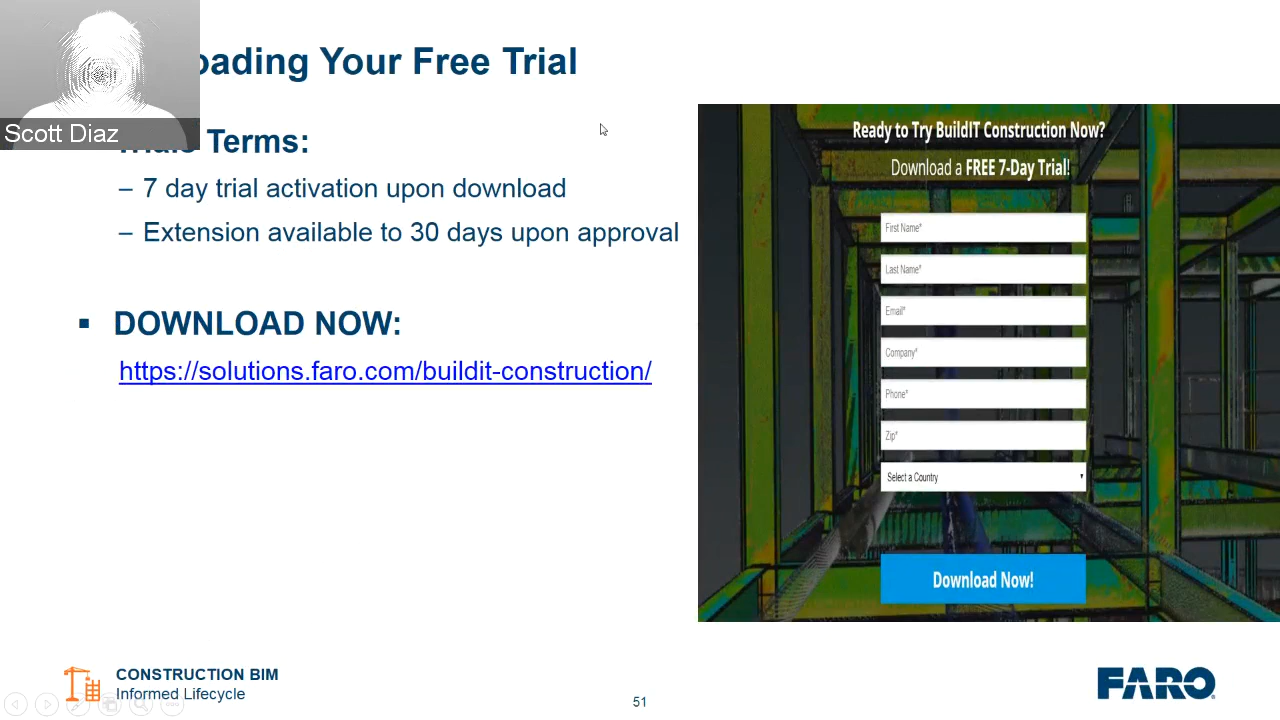 oading Your Free Trial
Scott Diaz
Terms:
– 7 day trial activation upon download
– Extension available to 30 days upon approval
▪ DOWNLOAD NOW:
https://solutions.faro.com/buildit-construction/
Ready to Try BuildIT Construction Now?
Download a FREE 7-Day Trial!
First Name*
Last Name*
Email*
Company*
Phone*
Zip*
Select a Country
Download Now!
CONSTRUCTION BIM
Informed Lifecycle
51
FARO